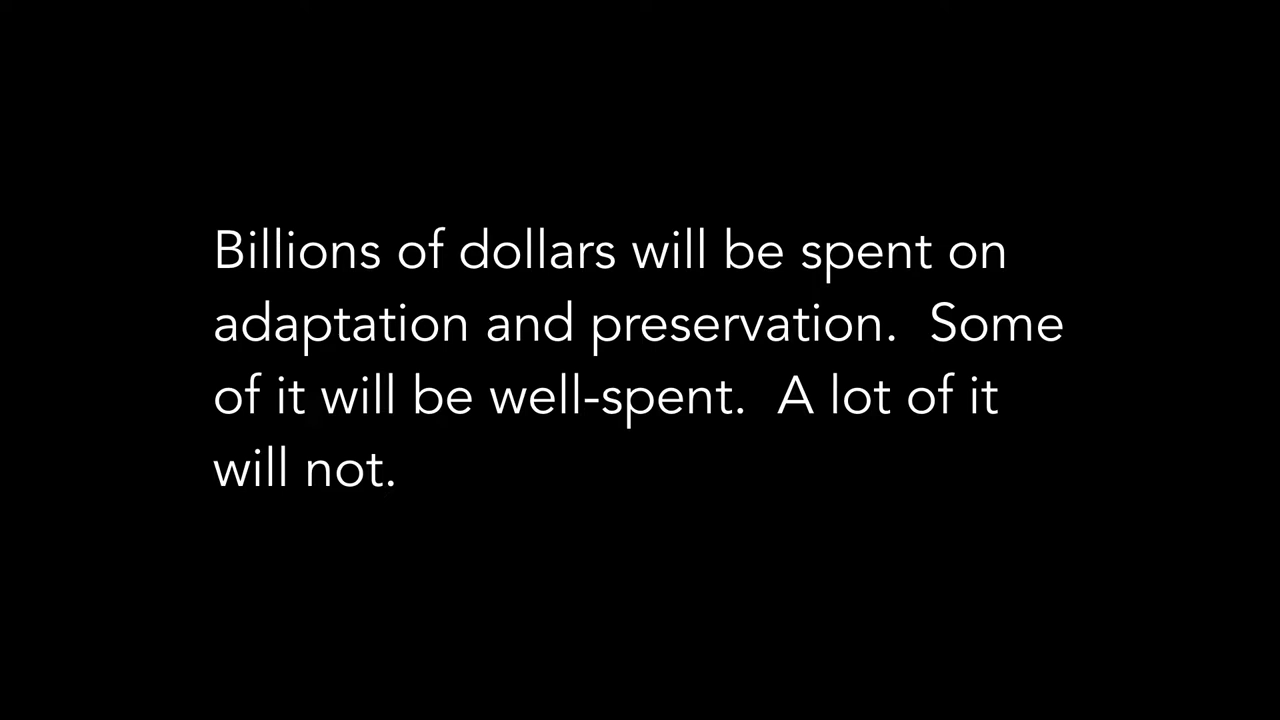 Billions of dollars will be spent on
adaptation and preservation.  Some
of it will be well-spent.  A lot of it
will not.